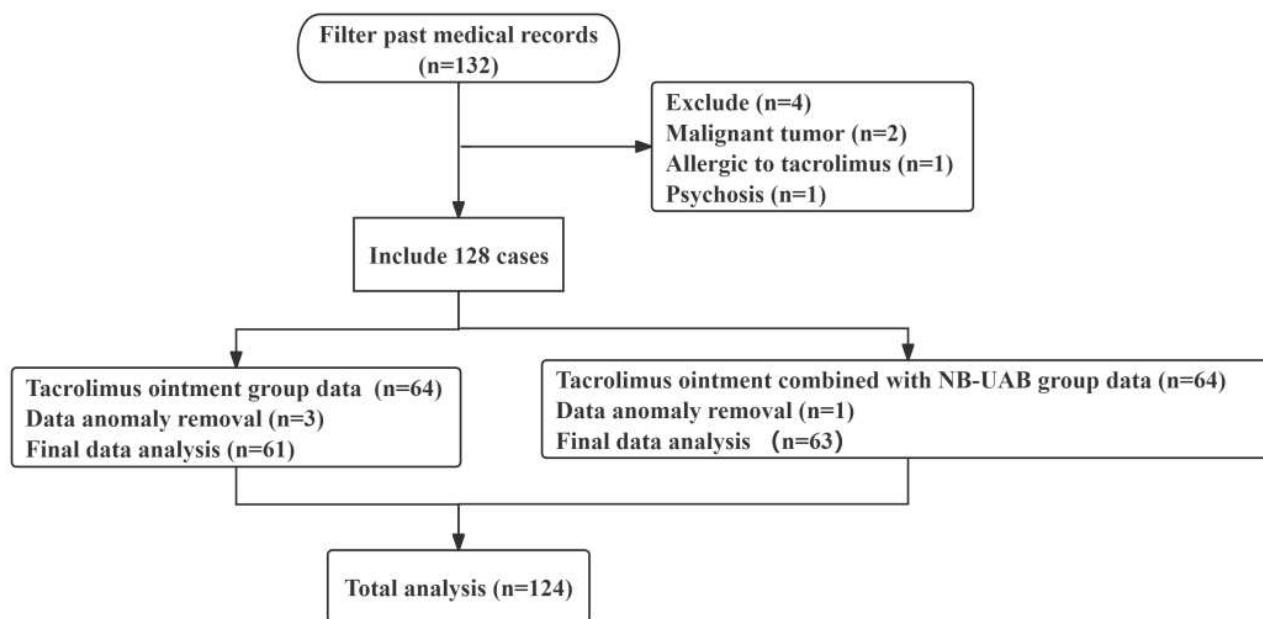 Filter past medical records
(n=132)
Exclude (n=4)
Malignant tumor (n=2)
Allergic to tacrolimus (n=1)
Psychosis (n=1)
Include 128 cases
Tacrolimus ointment group data (n=64)
Data anomaly removal (n=3)
Final data analysis (n=61)
Tacrolimus ointment combined with NB-UAB group data (n=64)
Data anomaly removal (n=1)
Final data analysis （n=63）
Total analysis (n=124)